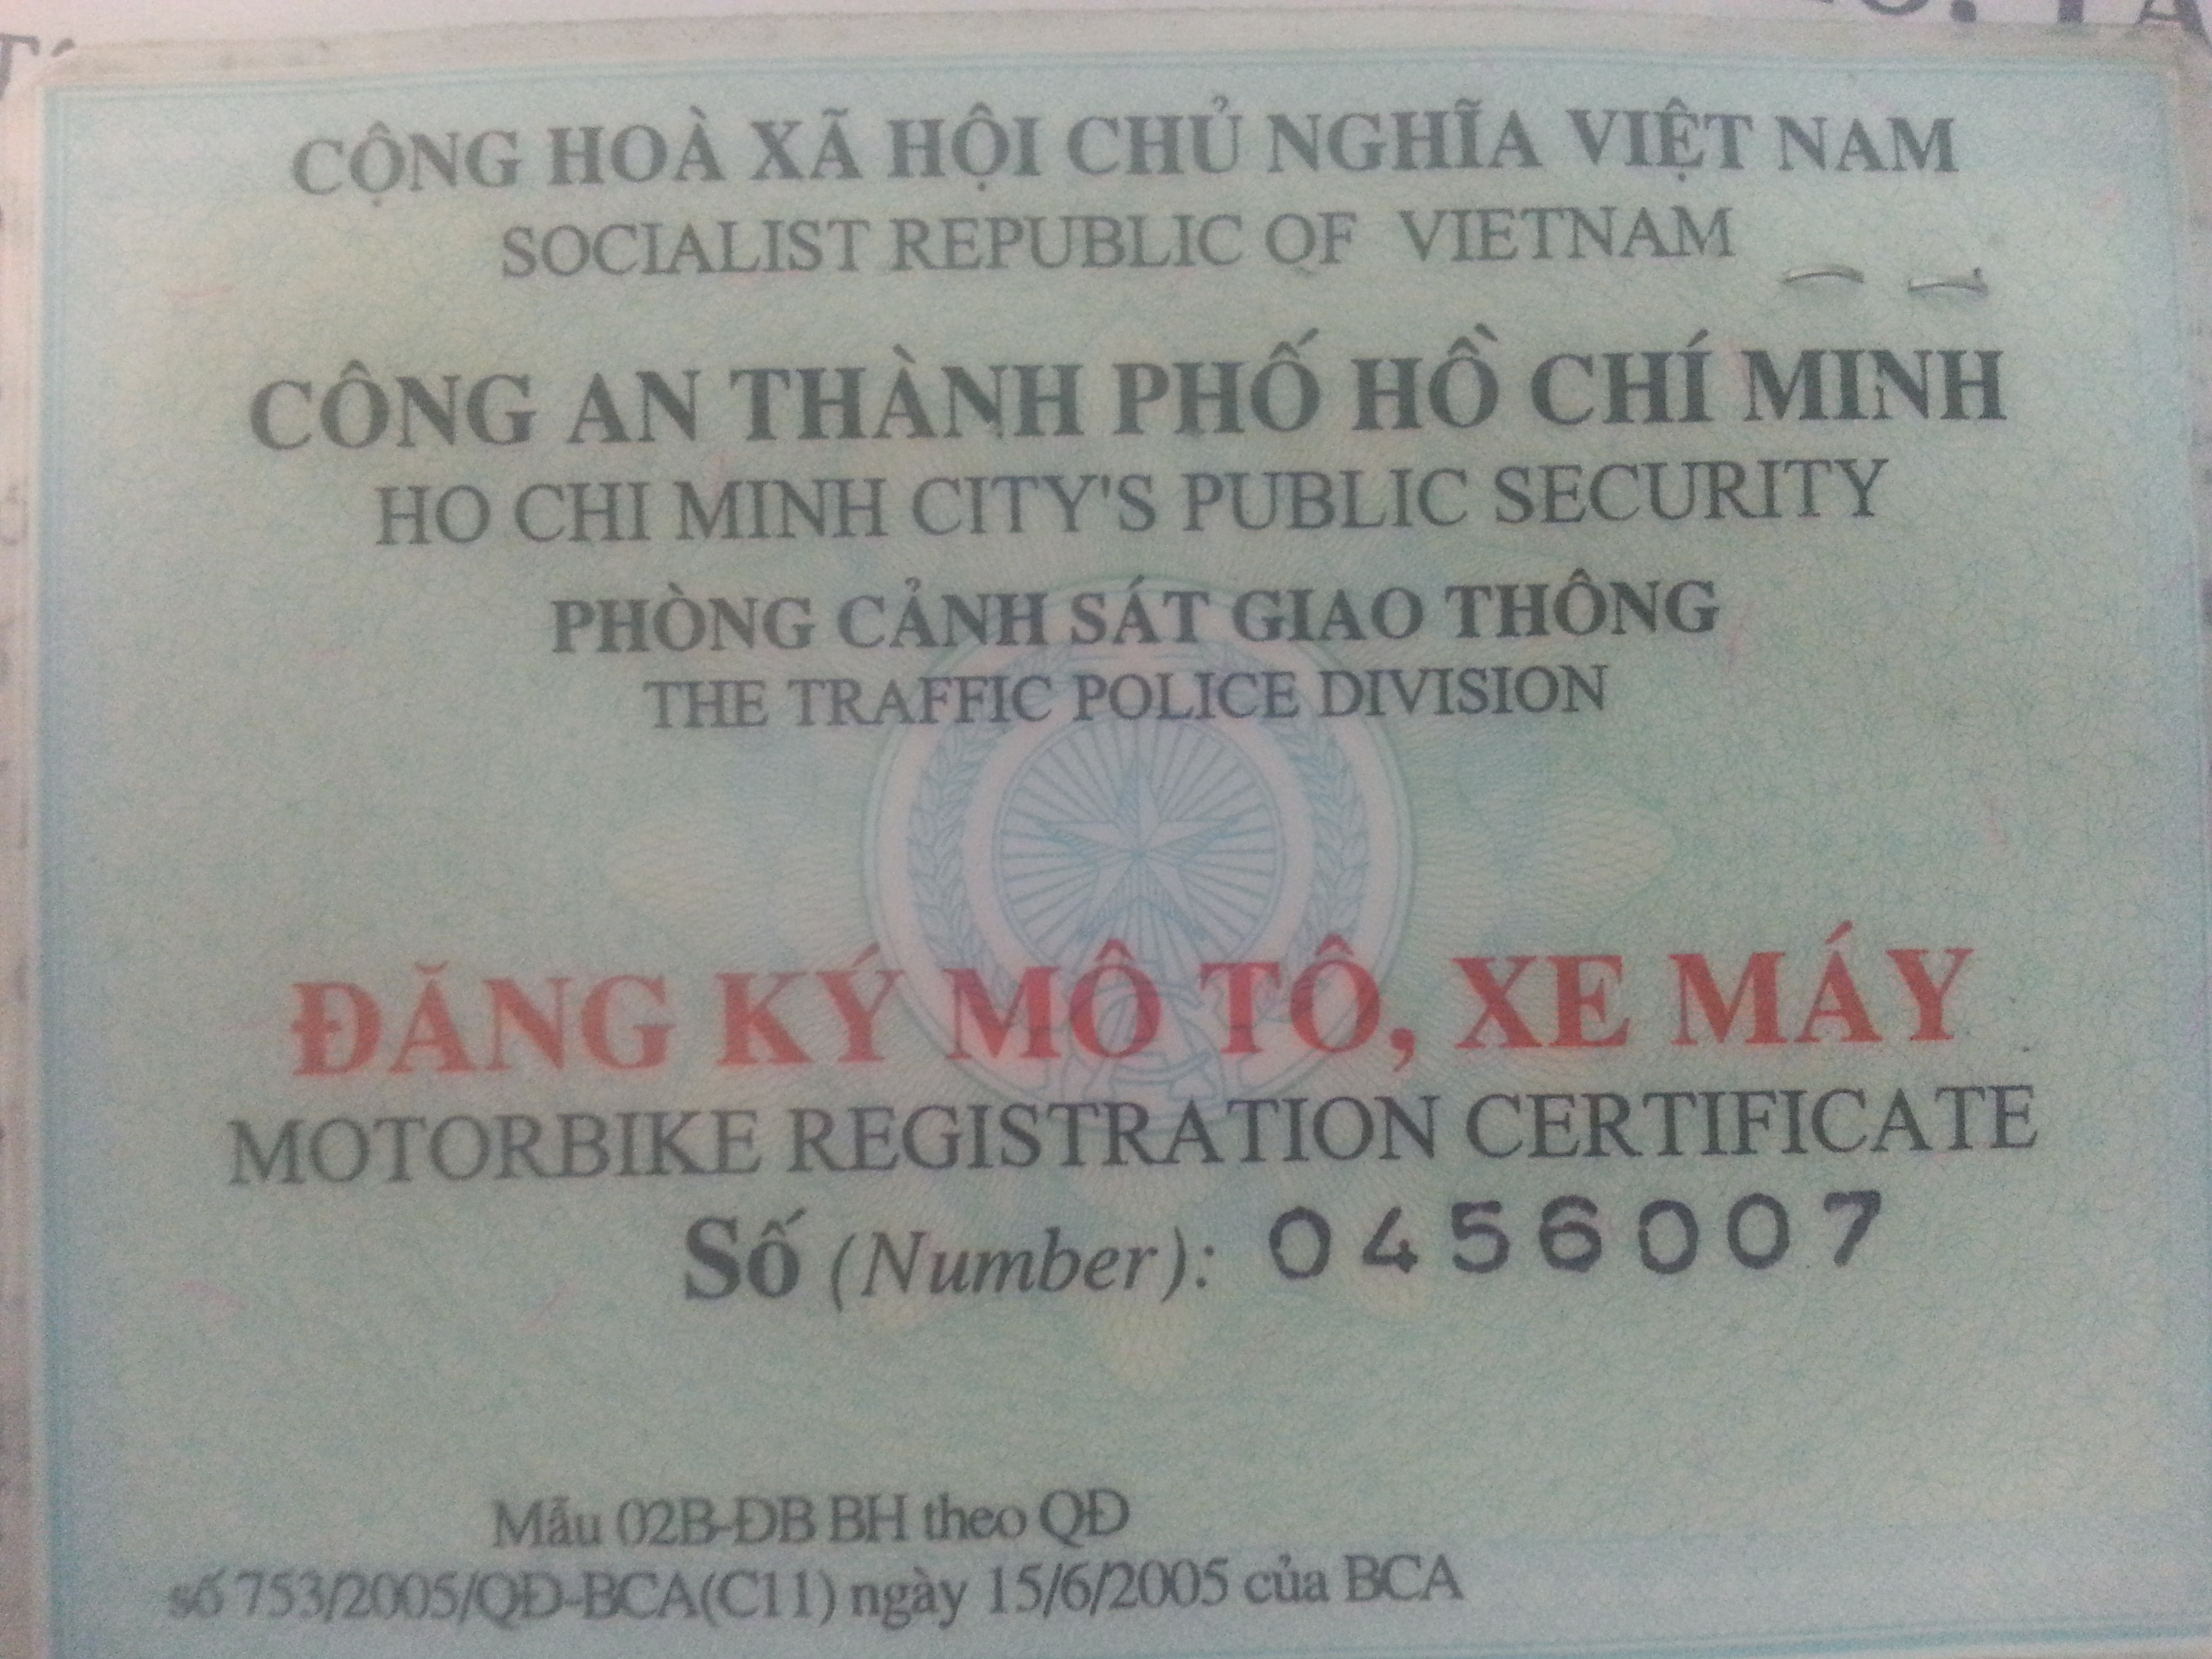 CỘNG HOÀ XÃ HỘI CHỦ NGHĨA VIỆT NAM
SOCIALIST REPUBLIC OF VIETNAM
CÔNG AN THÀNH PHỐ HỒ CHÍ MINH
HO CHI MINH CITY'S PUBLIC SECURITY
PHÒNG CẢNH SÁT GIAO THÔNG
THE TRAFFIC POLICE DIVISION
ĐĂNG KÝ MÔ TÔ, XE MÁY
MOTORBIKE REGISTRATION CERTIFICATE
Số (Number): 0456007
Mẫu 02B-ĐB BH theo QĐ
số 753/2005/QĐ-BCA(C11) ngày 15/6/2005 của BCA